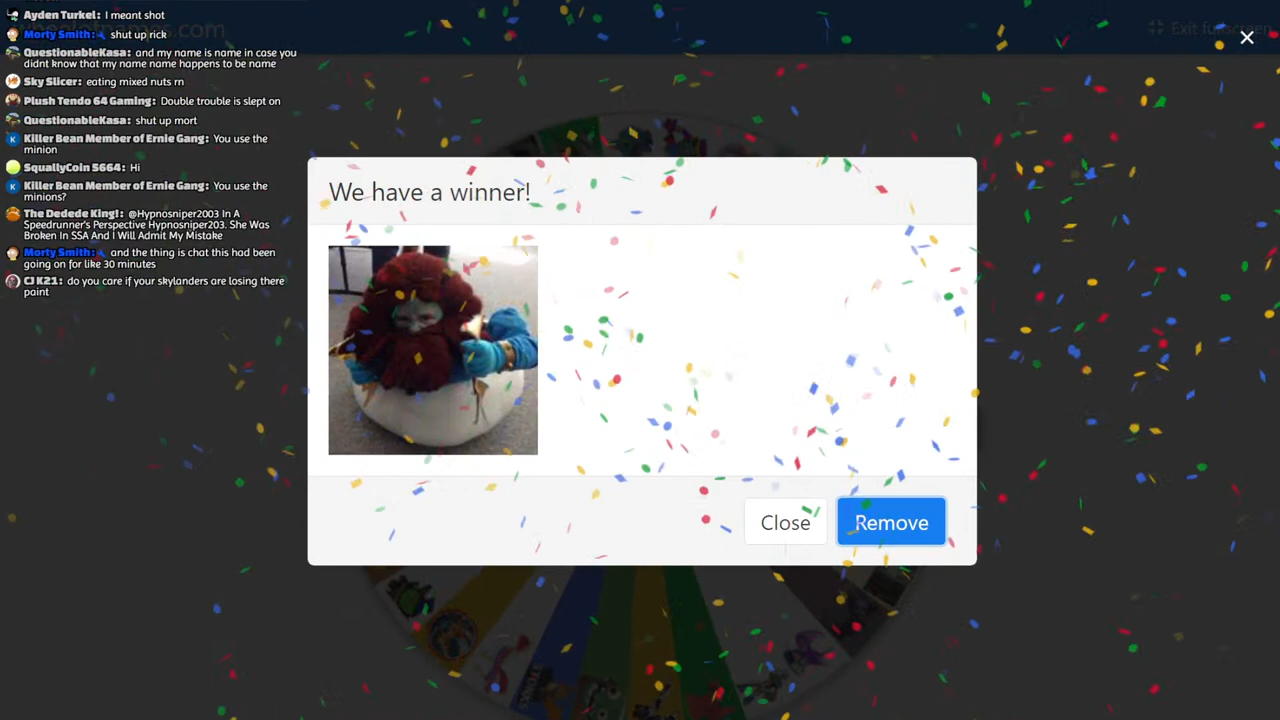 Ayden Turkel: I meant shot
Morty Smith: shut up rick
QuestionableKasa: and my name is name in case you
didnt know that my name name happens to be name
Sky Slicer: eating mixed nuts rn
Plush Tendo 64 Gaming: Double trouble is slept on
QuestionableKasa: shut up mort
Killer Bean Member of Ernie Gang: You use the
minion
SquallyCoin 5664: Hi
Killer Bean Member of Ernie Gang: You use the
minions?
The Dedede King!: @Hypnosniper2003 In A
Speedrunner's Perspective Hypnosniper203. She Was
Broken In SSA And I Will Admit My Mistake
Morty Smith: and the thing is chat this had been
going on for like 30 minutes
CJ K21: do you care if your skylanders are losing there
paint
Exit fullscreen
We have a winner!
Close
Remove